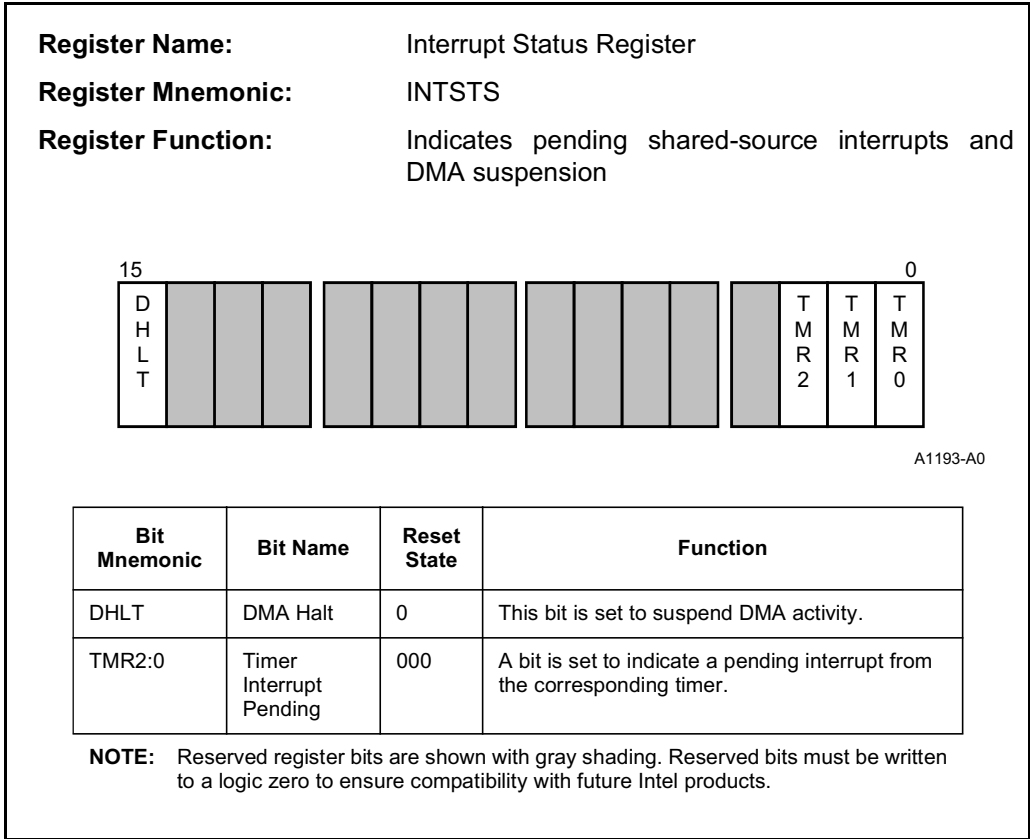 Register Name: Interrupt Status Register
Register Mnemonic: INTSTS
Register Function: Indicates pending shared-source interrupts and
DMA suspension
15 0
DHLT TMR2 TMR1 TMR0
A1193-A0
Bit Mnemonic Bit Name Reset State Function
DHLT DMA Halt 0 This bit is set to suspend DMA activity.
TMR2:0 Timer Interrupt Pending 000 A bit is set to indicate a pending interrupt from
the corresponding timer.
NOTE: Reserved register bits are shown with gray shading. Reserved bits must be written
to a logic zero to ensure compatibility with future Intel products.